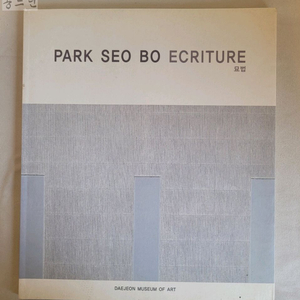 PARK SEO BO ECRITURE
묘법
DAEJEON MUSEUM OF ART